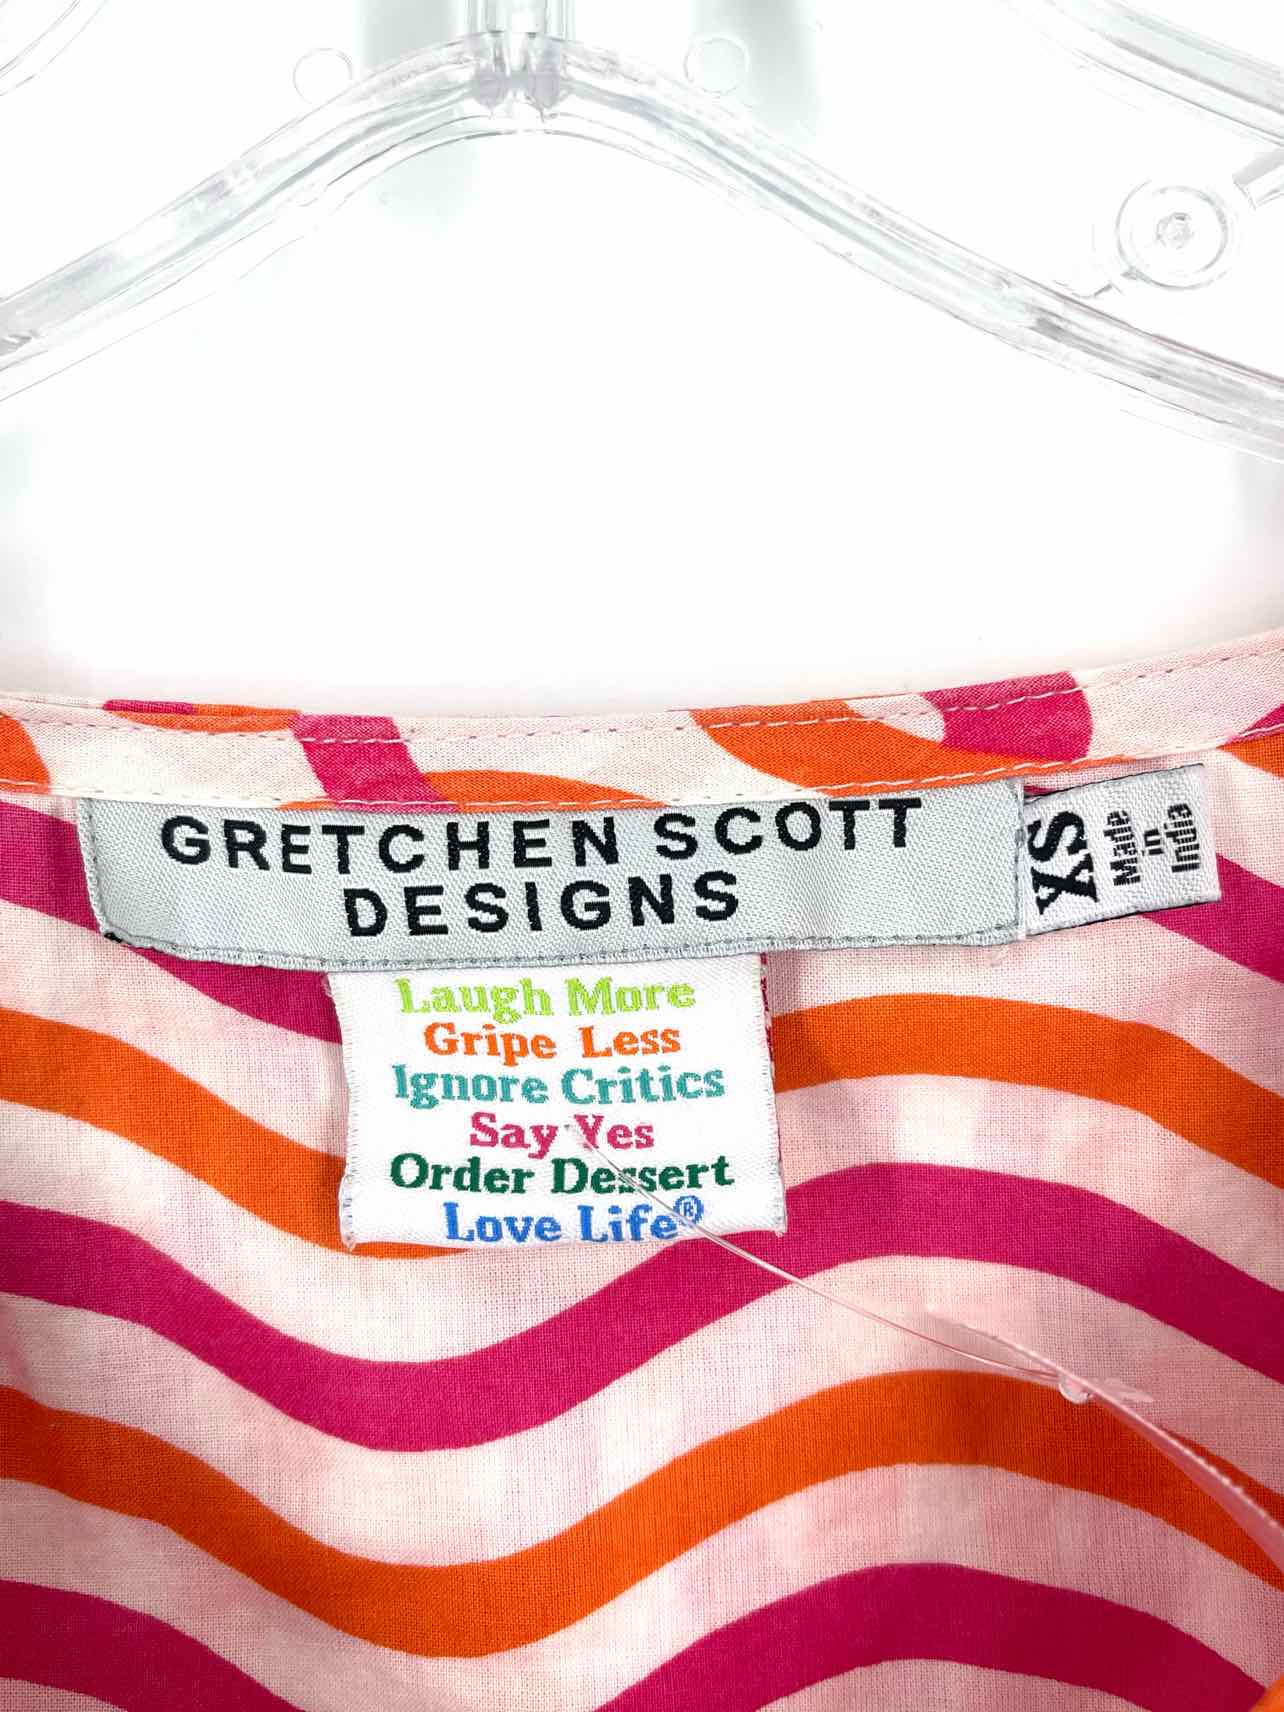 GRETCHEN SCOTT
DESIGNS
XS
Made
in
India
Laugh More
Gripe Less
Ignore Critics
Say Yes
Order Dessert
Love Life®